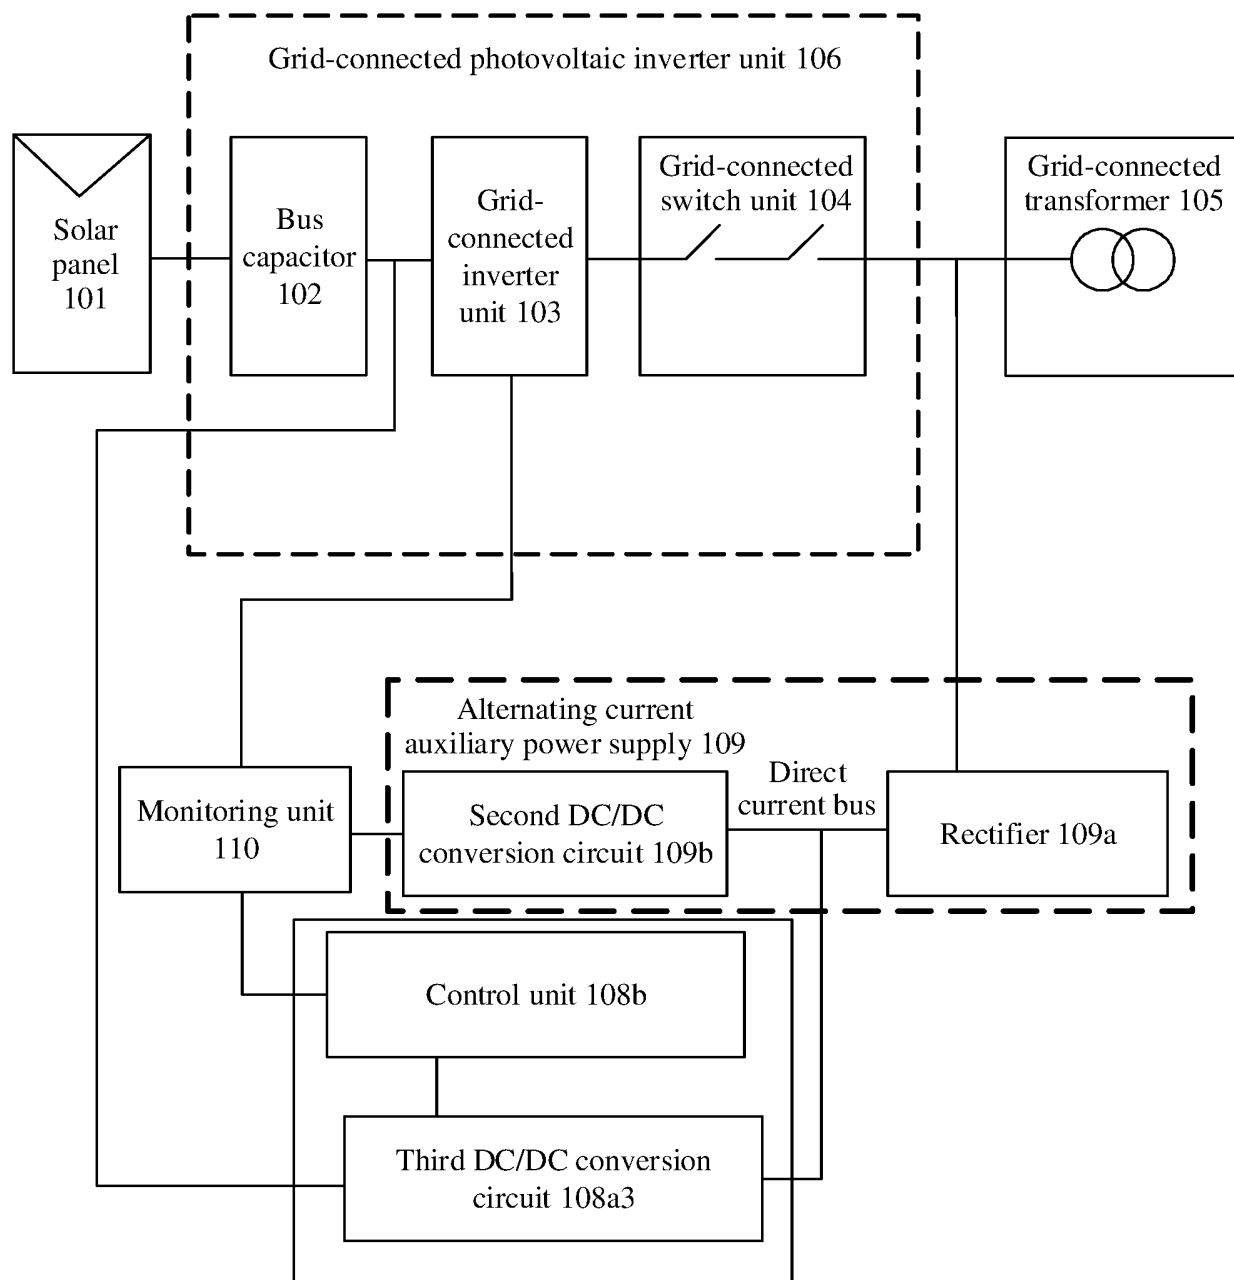 Grid-connected photovoltaic inverter unit 106
Solar
panel
101
Bus
capacitor
102
Grid-
connected
inverter
unit 103
Grid-connected
switch unit 104
Grid-connected
transformer 105
Alternating current
auxiliary power supply 109
Monitoring unit
110
Second DC/DC
conversion circuit 109b
Direct
current bus
Rectifier 109a
Control unit 108b
Third DC/DC conversion
circuit 108a3